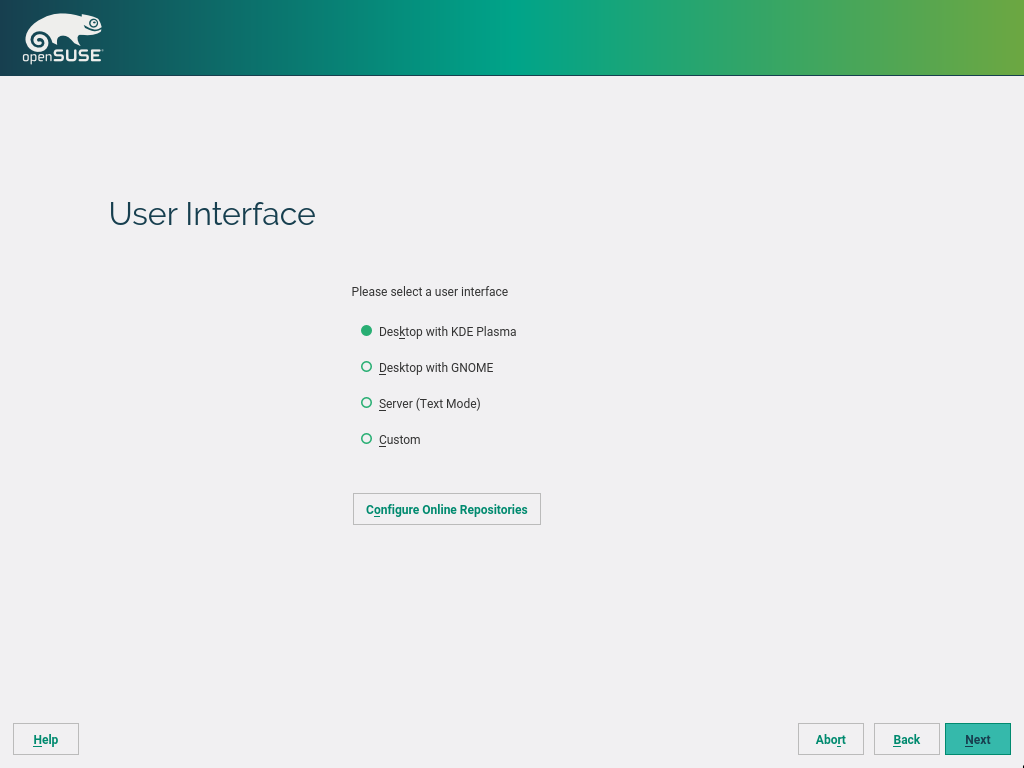 openSUSE
User Interface
Please select a user interface
Desktop with KDE Plasma
Desktop with GNOME
Server (Text Mode)
Custom
Configure Online Repositories
Help
Abort
Back
Next